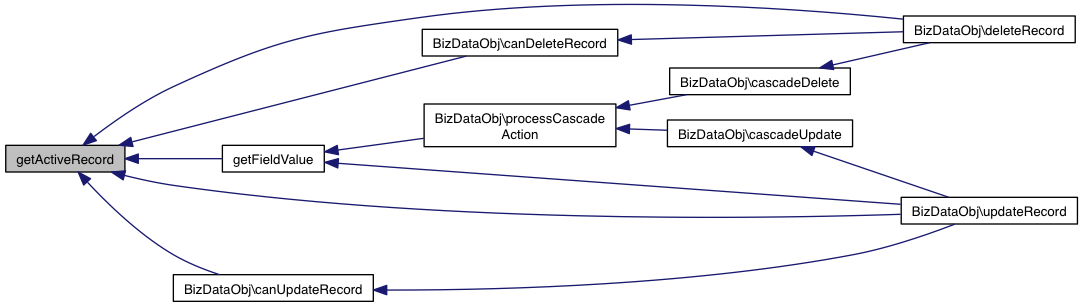 BizDataObj\deleteRecord
BizDataObj\canDeleteRecord
BizDataObj\cascadeDelete
BizDataObj\processCascade
Action
BizDataObj\cascadeUpdate
getActiveRecord
getFieldValue
BizDataObj\updateRecord
BizDataObj\canUpdateRecord